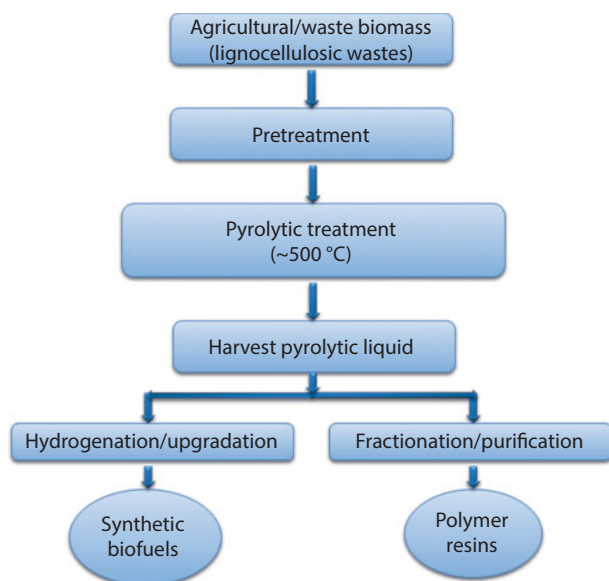 Agricultural/waste biomass
(lignocellulosic wastes)
Pretreatment
Pyrolytic treatment
(~500 °C)
Harvest pyrolytic liquid
Hydrogenation/upgradation
Fractionation/purification
Synthetic
biofuels
Polymer
resins